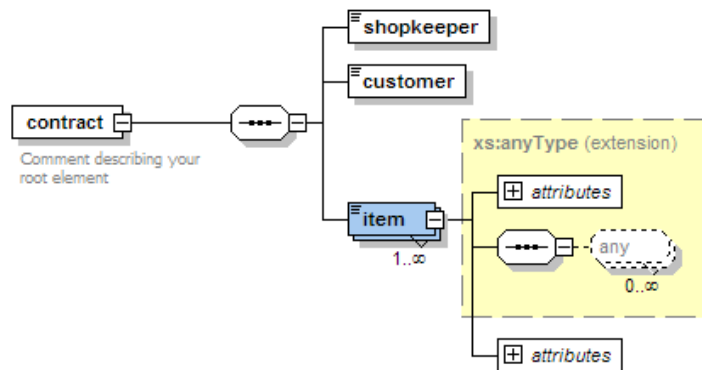 shopkeeper
customer
contract
Comment describing your
root element
xs:anyType (extension)
attributes
item
any
1..∞
0..∞
attributes